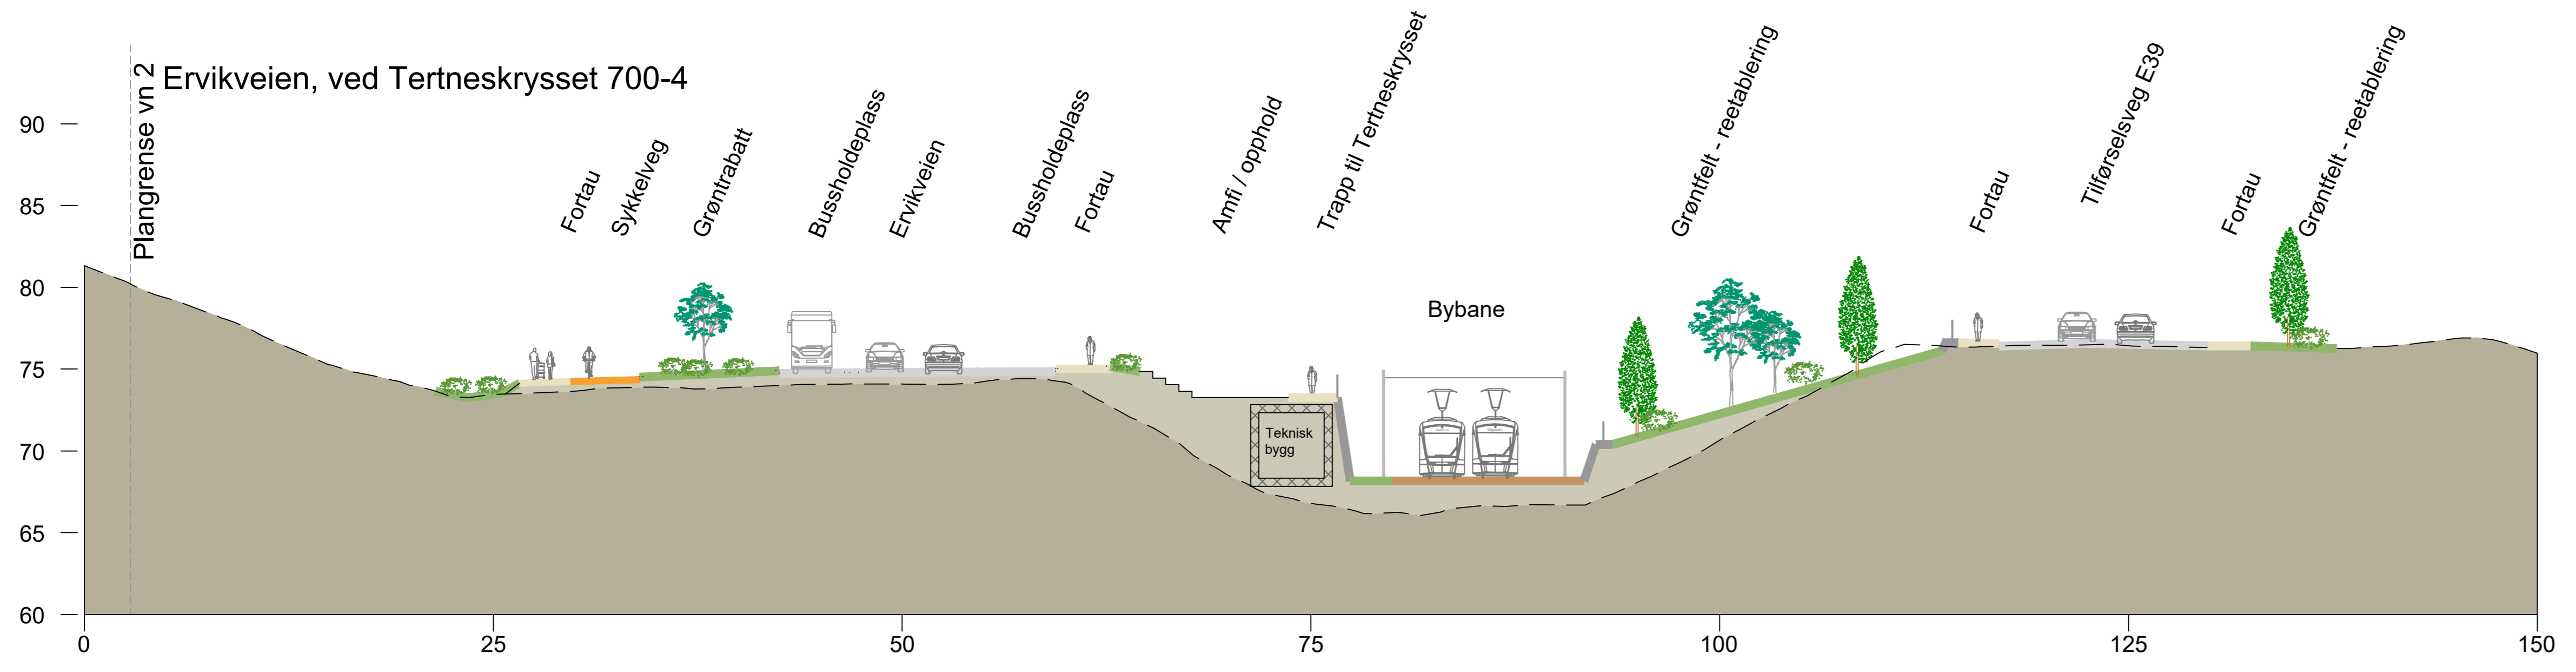 Ervikveien, ved Tertneskrysset 700-4
Plangrense vn 2
Fortau
Sykkelveg
Grøntrabatt
Bussholdeplass
Ervikveien
Bussholdeplass
Fortau
Amfi / opphold
Trapp til Tertneskrysset
Grøntfelt - reetablering
Fortau
Tilførselsveg E39
Fortau
Grøntfelt - reetablering
Bybane
Teknisk
bygg
90
85
80
75
70
65
60
0 25 50 75 100 125 150